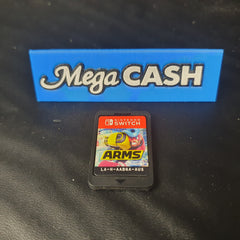 Mega CASH
NINTENDO
SWITCH
ARMS
LA-H-AABQA-AUS